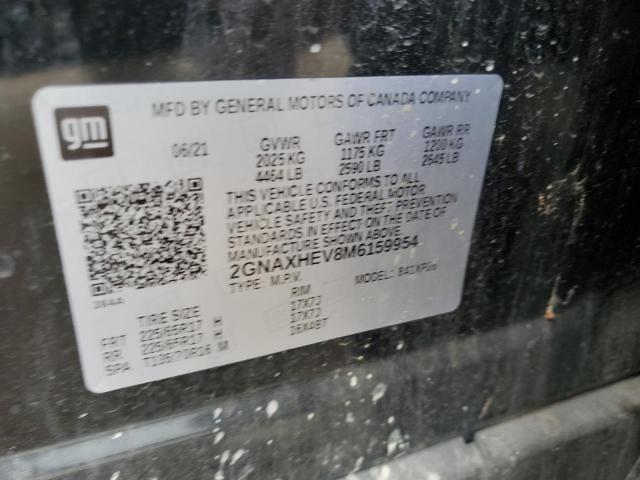 MFD BY GENERAL MOTORS OF CANADA COMPANY
gm
06/21 GVWR GAWR FRT GAWR RR
2025 KG 1175 KG 1200 KG
4464 LB 2590 LB 2645 LB
THIS VEHICLE CONFORMS TO ALL
APPLICABLE U.S. FEDERAL MOTOR
VEHICLE SAFETY AND THEFT PREVENTION
STANDARDS IN EFFECT ON THE DATE OF
MANUFACTURE SHOWN ABOVE.
2GNAXHEV8M6159954
TYPE: M.P.V. MODEL:
TIRE SIZE RIM
FRT 225/65R17 H 17X7J
RR 225/65R17 H 17X7J
SPA T135/70R16 M 16X4BT